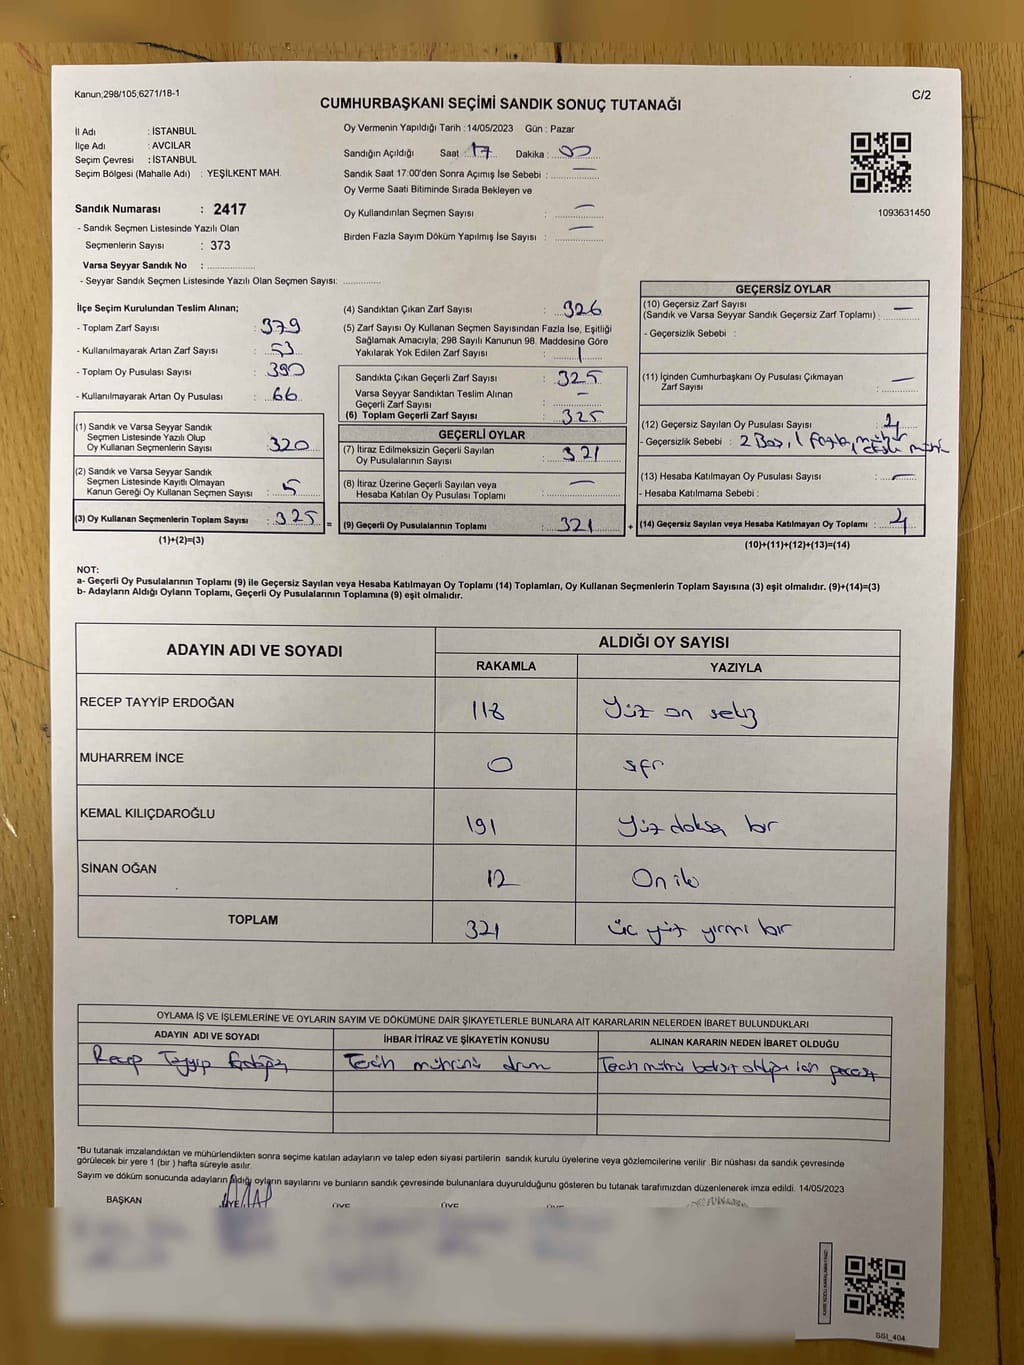 Kanun;298/105;6271/18-1
C/2
CUMHURBAŞKANI SEÇİMİ SANDIK SONUÇ TUTANAĞI
İl Adı : İSTANBUL
İlçe Adı : AVCILAR
Seçim Çevresi : İSTANBUL
Seçim Bölgesi (Mahalle Adı) : YEŞİLKENT MAH.
Sandık Numarası : 2417
- Sandık Seçmen Listesinde Yazılı Olan
Seçmenlerin Sayısı : 373
Varsa Seyyar Sandık No :
- Seyyar Sandık Seçmen Listesinde Yazılı Olan Seçmen Sayısı:
Oy Vermenin Yapıldığı Tarih : 14/05/2023 Gün : Pazar
Sandığın Açıldığı Saat : 17 Dakika : 00
Sandık Saat 17:00'den Sonra Açımış İse Sebebi : —
Oy Verme Saati Bitiminde Sırada Bekleyen ve
Oy Kullandırılan Seçmen Sayısı : —
Birden Fazla Sayım Döküm Yapılmış İse Sayısı : —
1093631450
İlçe Seçim Kurulundan Teslim Alınan;
- Toplam Zarf Sayısı : 379
- Kullanılmayarak Artan Zarf Sayısı : 53
- Toplam Oy Pusulası Sayısı : 390
- Kullanılmayarak Artan Oy Pusulası : 66
(1) Sandık ve Varsa Seyyar Sandık
Seçmen Listesinde Yazılı Olup
Oy Kullanan Seçmenlerin Sayısı : 320
(2) Sandık ve Varsa Seyyar Sandık
Seçmen Listesinde Kayıtlı Olmayan
Kanun Gereği Oy Kullanan Seçmen Sayısı : 5
(3) Oy Kullanan Seçmenlerin Toplam Sayısı : 325 =
(1)+(2)=(3)
(4) Sandıktan Çıkan Zarf Sayısı : 326
(5) Zarf Sayısı Oy Kullanan Seçmen Sayısından Fazla İse, Eşitliği
Sağlamak Amacıyla; 298 Sayılı Kanunun 98. Maddesine Göre
Yakılarak Yok Edilen Zarf Sayısı : 1
Sandıkta Çıkan Geçerli Zarf Sayısı : 325
Varsa Seyyar Sandıktan Teslim Alınan
Geçerli Zarf Sayısı : —
(6) Toplam Geçerli Zarf Sayısı : 325
GEÇERLİ OYLAR
(7) İtiraz Edilmeksizin Geçerli Sayılan
Oy Pusulalarının Sayısı : 321
(8) İtiraz Üzerine Geçerli Sayılan veya
Hesaba Katılan Oy Pusulası Toplamı : —
(9) Geçerli Oy Pusulalarının Toplamı : 321 +
GEÇERSİZ OYLAR
(10) Geçersiz Zarf Sayısı
(Sandık ve Varsa Seyyar Sandık Geçersiz Zarf Toplamı) : —
- Geçersizlik Sebebi :
(11) İçinden Cumhurbaşkanı Oy Pusulası Çıkmayan
Zarf Sayısı : —
(12) Geçersiz Sayılan Oy Pusulası Sayısı : 4
- Geçersizlik Sebebi : 2 Boş, 1 fazla mühür
(13) Hesaba Katılmayan Oy Pusulası Sayısı : —
- Hesaba Katılmama Sebebi :
(14) Geçersiz Sayılan veya Hesaba Katılmayan Oy Toplamı : 4
(10)+(11)+(12)+(13)=(14)
NOT:
a- Geçerli Oy Pusulalarının Toplamı (9) ile Geçersiz Sayılan veya Hesaba Katılmayan Oy Toplamı (14) Toplamları, Oy Kullanan Seçmenlerin Toplam Sayısına (3) eşit olmalıdır. (9)+(14)=(3)
b- Adayların Aldığı Oyların Toplamı, Geçerli Oy Pusulalarının Toplamına (9) eşit olmalıdır.
ADAYIN ADI VE SOYADI
ALDIĞI OY SAYISI
RAKAMLA YAZIYLA
RECEP TAYYİP ERDOĞAN 118 Yüz on sekiz
MUHARREM İNCE 0 sıfır
KEMAL KILIÇDAROĞLU 191 Yüz doksan bir
SİNAN OĞAN 12 On iki
TOPLAM 321 üç yüz yirmi bir
OYLAMA İŞ VE İŞLEMLERİNE VE OYLARIN SAYIM VE DÖKÜMÜNE DAİR ŞİKAYETLERLE BUNLARA AİT KARARLARIN NELERDEN İBARET BULUNDUKLARI
ADAYIN ADI VE SOYADI İHBAR İTİRAZ VE ŞİKAYETİN KONUSU ALINAN KARARIN NEDEN İBARET OLDUĞU
Recep Tayyip Erdoğan Tercih mührünü Tercih mührü
*Bu tutanak imzalandıktan ve mühürlendikten sonra seçime katılan adayların ve talep eden siyasi partilerin sandık kurulu üyelerine veya gözlemcilerine verilir. Bir nüshası da sandık çevresinde
görülecek bir yere 1 (bir ) hafta süreyle asılır.
Sayım ve döküm sonucunda adayların aldığı oyların sayılarını ve bunların sandık çevresinde bulunanlara duyurulduğunu gösteren bu tutanak tarafımızdan düzenlenerek imza edildi. 14/05/2023
BAŞKAN ÜYE ÜYE ÜYE ÜYE
SSI_404